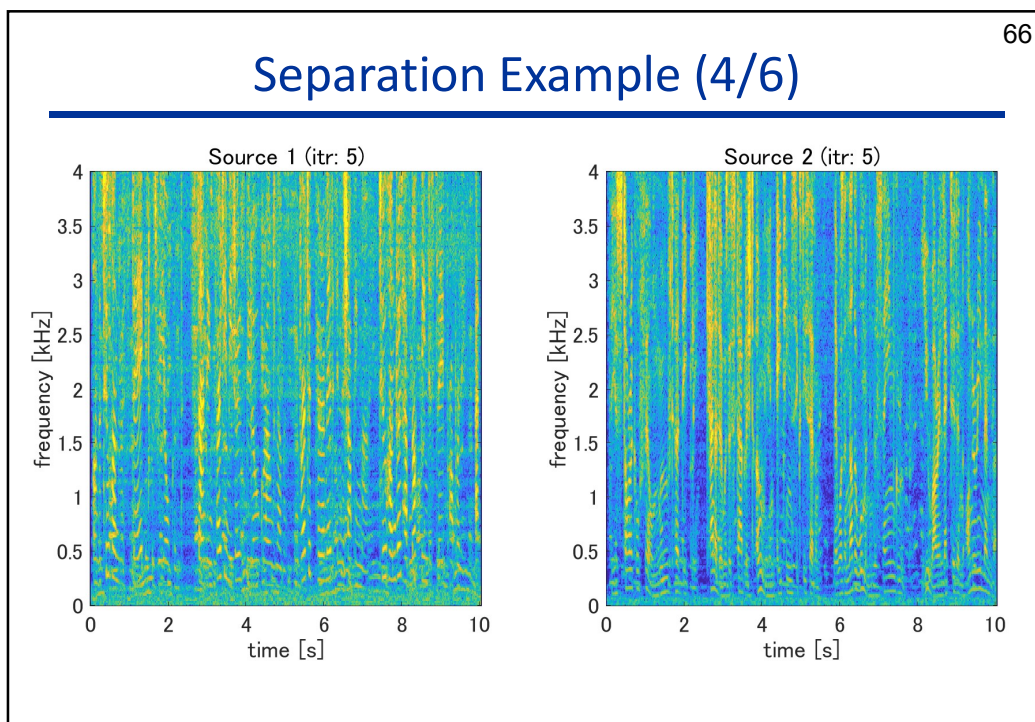 66
Separation Example (4/6)
Source 1 (itr: 5)
4
3.5
3
2.5
2
1.5
1
0.5
0
frequency [kHz]
0 2 4 6 8 10
time [s]
Source 2 (itr: 5)
4
3.5
3
2.5
2
1.5
1
0.5
0
frequency [kHz]
0 2 4 6 8 10
time [s]